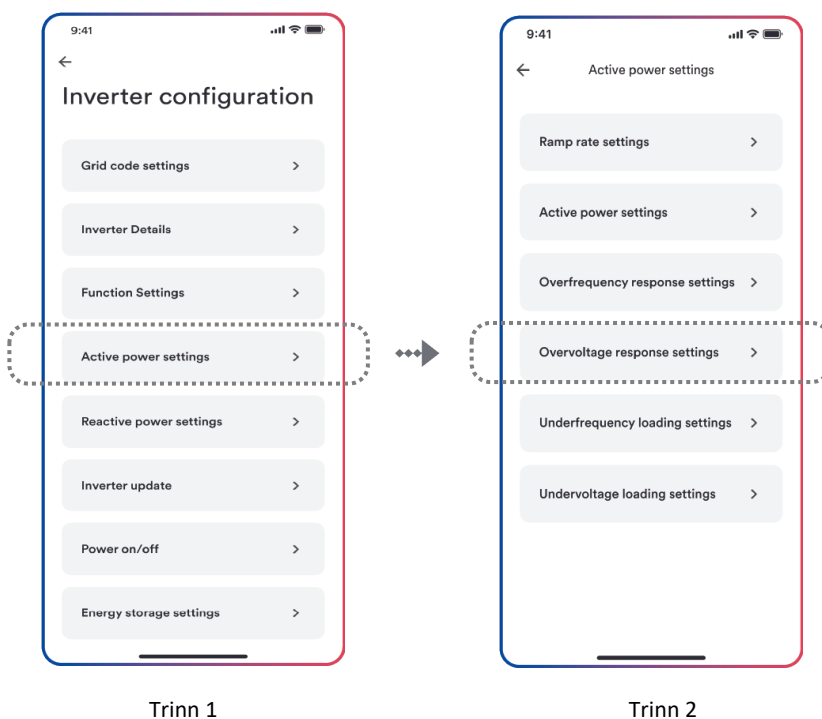 9:41
Inverter configuration
Grid code settings
Inverter Details
Function Settings
Active power settings
Reactive power settings
Inverter update
Power on/off
Energy storage settings
Trinn 1
9:41
Active power settings
Ramp rate settings
Active power settings
Overfrequency response settings
Overvoltage response settings
Underfrequency loading settings
Undervoltage loading settings
Trinn 2